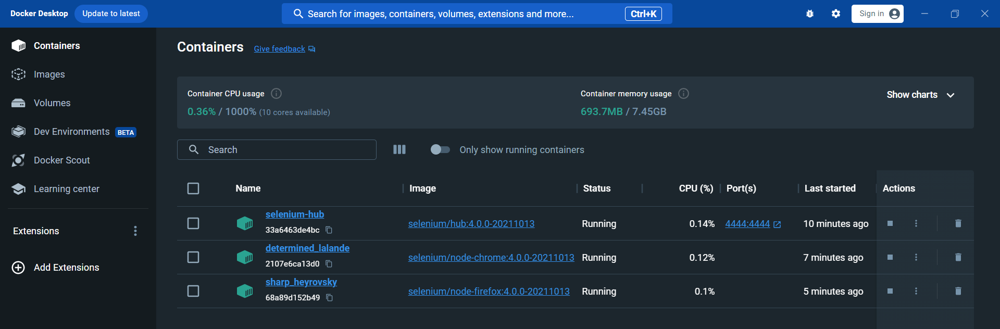 Docker Desktop
Update to latest
Search for images, containers, volumes, extensions and more...
Ctrl+K
Sign in
Containers
Images
Volumes
Dev Environments BETA
Docker Scout
Learning center
Extensions
Add Extensions
Containers
Give feedback
Container CPU usage
0.36% / 1000% (10 cores available)
Container memory usage
693.7MB / 7.45GB
Show charts
Search
Only show running containers
Name Image Status CPU (%) Port(s) Last started Actions
selenium-hub
33a6463de4bc
selenium/hub:4.0.0-20211013 Running 0.14% 4444:4444 10 minutes ago
determined_lalande
2107e6ca13d0
selenium/node-chrome:4.0.0-20211013 Running 0.12% 7 minutes ago
sharp_heyrovsky
68a89d152b49
selenium/node-firefox:4.0.0-20211013 Running 0.1% 5 minutes ago